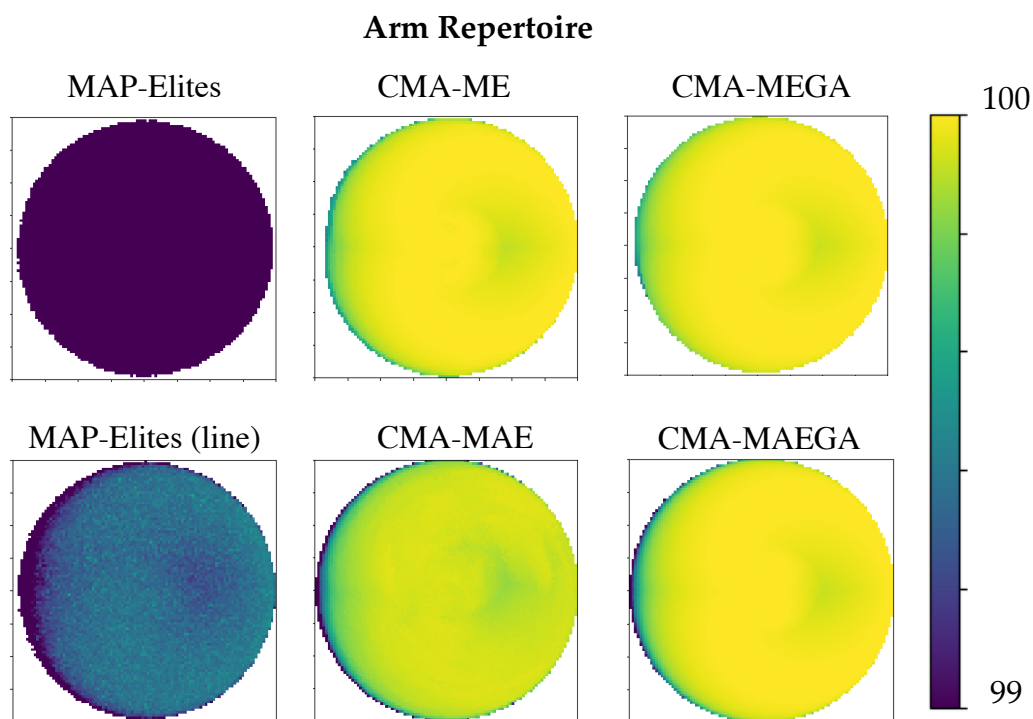 Arm Repertoire
MAP-Elites
CMA-ME
CMA-MEGA
100
MAP-Elites (line)
CMA-MAE
CMA-MAEGA
99